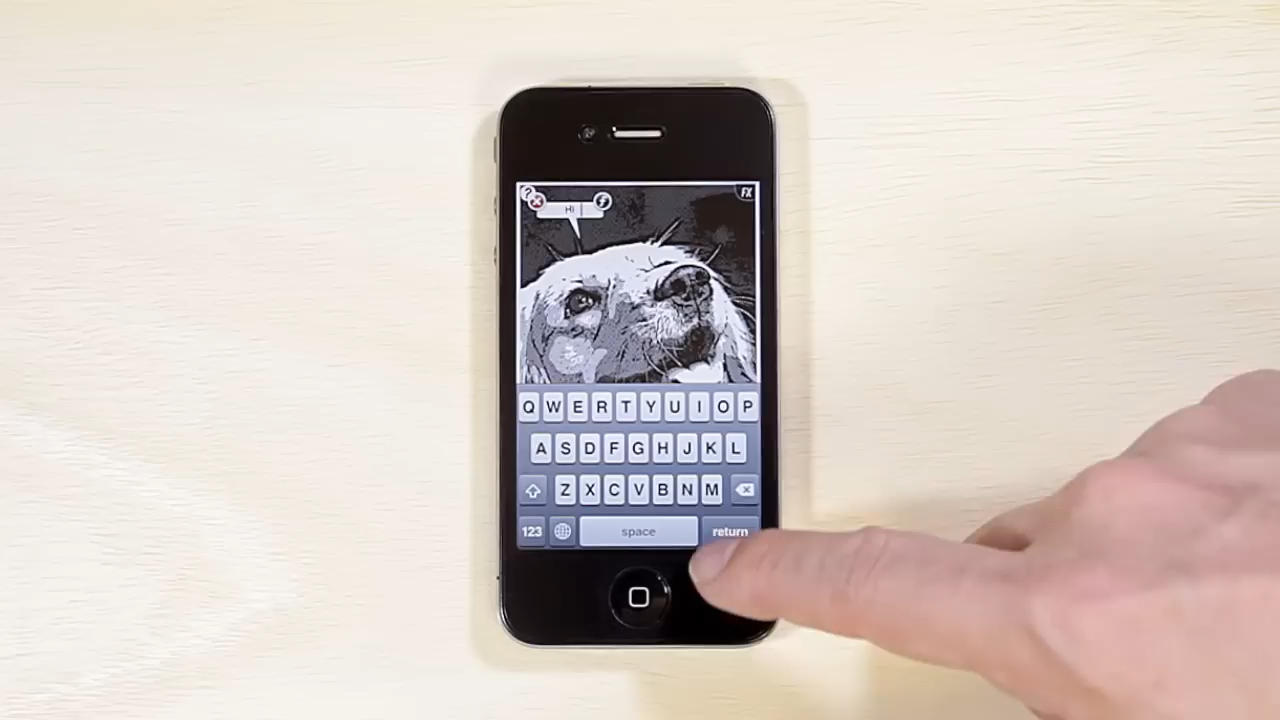 ?
FX
Hi
f
Q W E R T Y U I O P
A S D F G H J K L
Z X C V B N M
123 space return